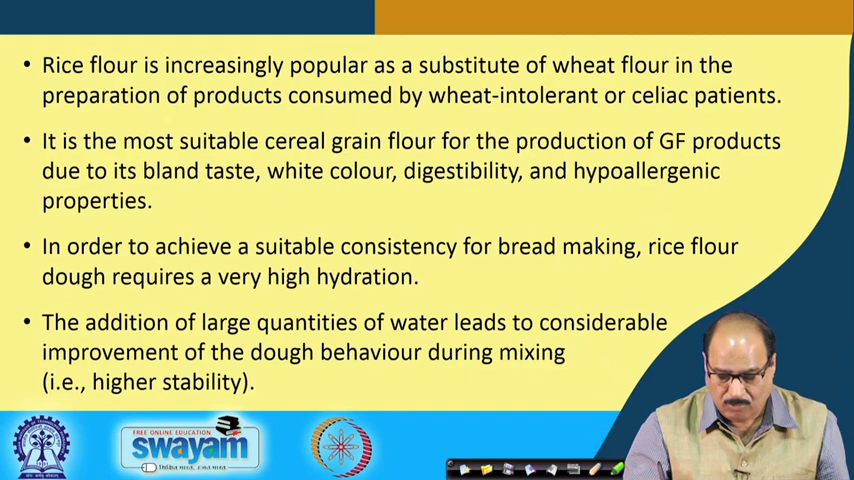 • Rice flour is increasingly popular as a substitute of wheat flour in the
preparation of products consumed by wheat-intolerant or celiac patients.
• It is the most suitable cereal grain flour for the production of GF products
due to its bland taste, white colour, digestibility, and hypoallergenic
properties.
• In order to achieve a suitable consistency for bread making, rice flour
dough requires a very high hydration.
• The addition of large quantities of water leads to considerable
improvement of the dough behaviour during mixing
(i.e., higher stability).
FREE ONLINE EDUCATION
swayam